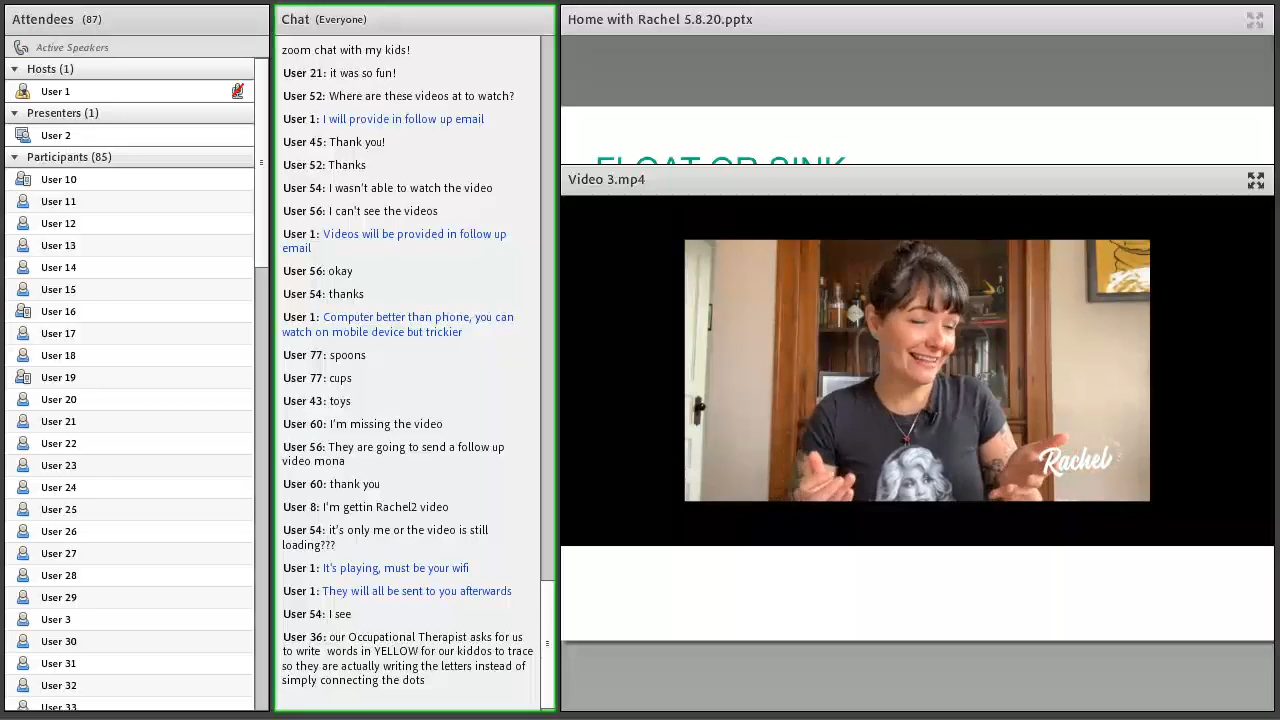 Attendees (87)
Active Speakers
Hosts (1)
User 1
Presenters (1)
User 2
Participants (85)
User 10
User 11
User 12
User 13
User 14
User 15
User 16
User 17
User 18
User 19
User 20
User 21
User 22
User 23
User 24
User 25
User 26
User 27
User 28
User 29
User 3
User 30
User 31
User 32
User 33
Chat (Everyone)
zoom chat with my kids!
User 21: it was so fun!
User 52: Where are these videos at to watch?
User 1: I will provide in follow up email
User 45: Thank you!
User 52: Thanks
User 54: I wasn't able to watch the video
User 56: I can't see the videos
User 1: Videos will be provided in follow up
email
User 56: okay
User 54: thanks
User 1: Computer better than phone, you can
watch on mobile device but trickier
User 77: spoons
User 77: cups
User 43: toys
User 60: I'm missing the video
User 56: They are going to send a follow up
video mona
User 60: thank you
User 8: I'm gettin Rachel2 video
User 54: it's only me or the video is still
loading???
User 1: It's playing, must be your wifi
User 1: They will all be sent to you afterwards
User 54: I see
User 36: our Occupational Therapist asks for us
to write words in YELLOW for our kiddos to trace
so they are actually writing the letters instead of
simply connecting the dots
Home with Rachel 5.8.20.pptx
FLOAT OR SINK
Video 3.mp4
Rachel